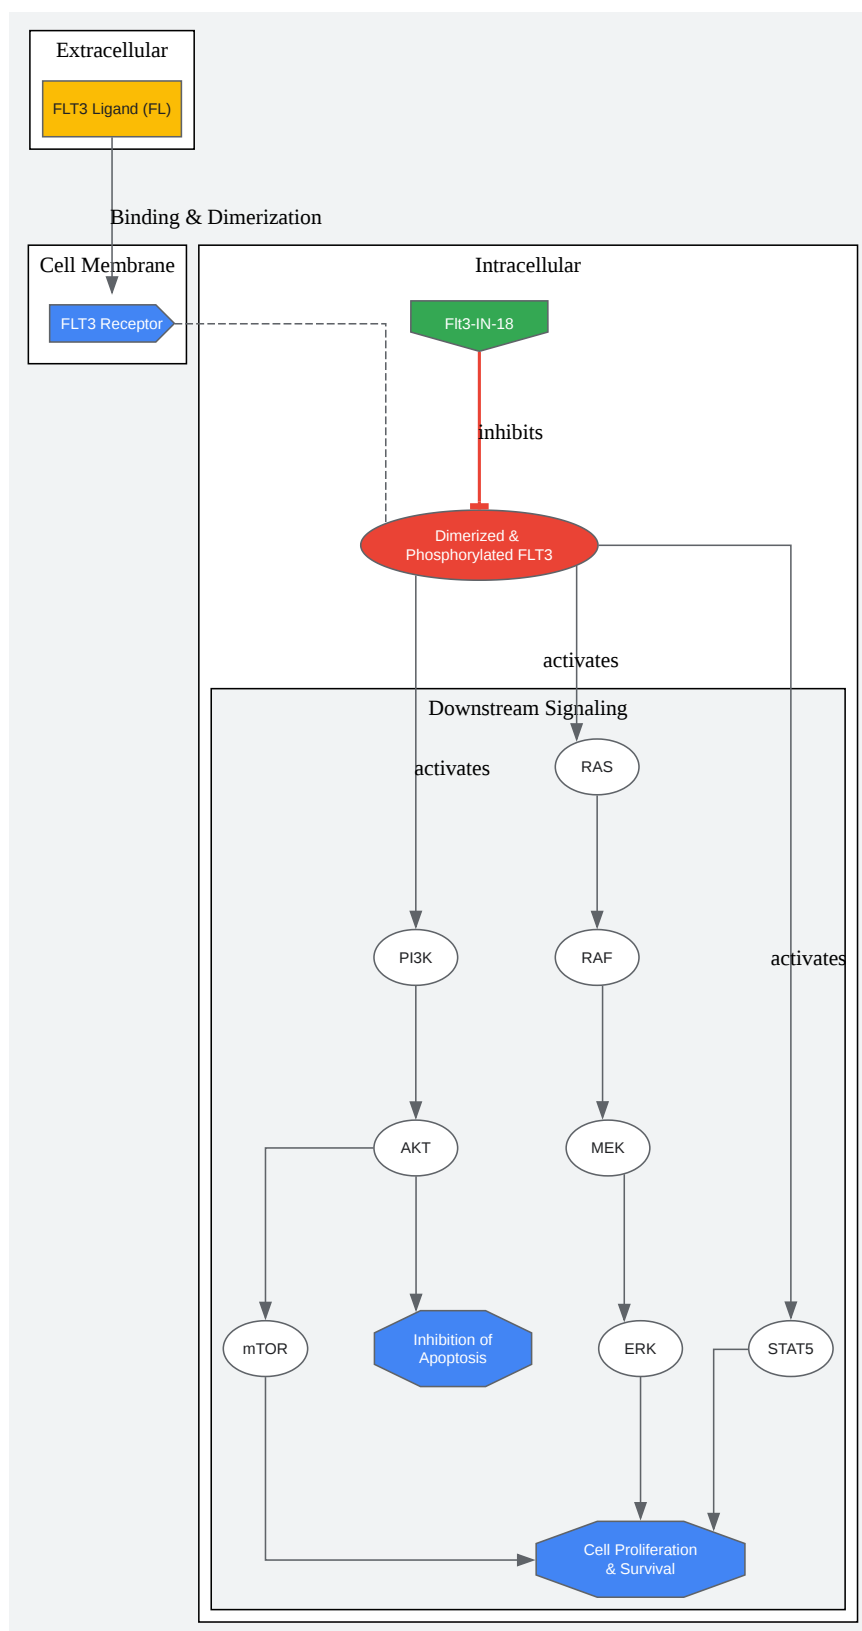 Extracellular
FLT3 Ligand (FL)
Binding & Dimerization
Cell Membrane
FLT3 Receptor
Intracellular
Flt3-IN-18
inhibits
Dimerized &
Phosphorylated FLT3
activates
Downstream Signaling
RAS
activates
PI3K
RAF
activates
AKT
MEK
mTOR
Inhibition of
Apoptosis
ERK
STAT5
Cell Proliferation
& Survival